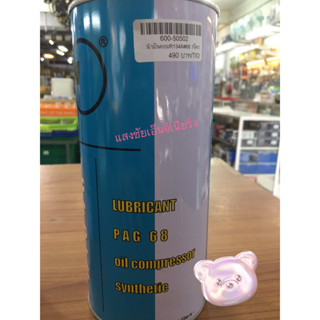 600-50502
490 บาท/TIG
แสงชัยเอ็นจิเนียริ่ง
LUBRICANT
PAG 68
oil compressor
synthetic